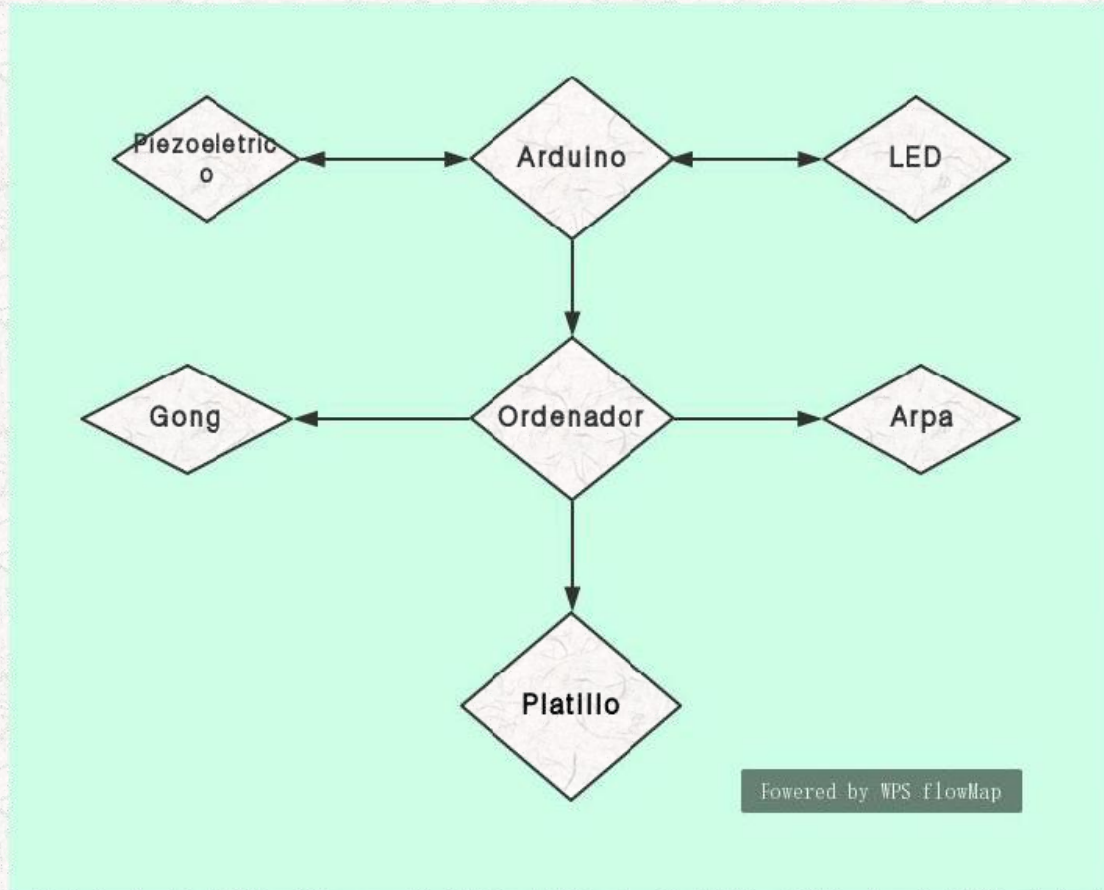 Piezoeletric
o
Arduino
LED
Gong
Ordenador
Arpa
Platillo
Powered by WPS flowMap